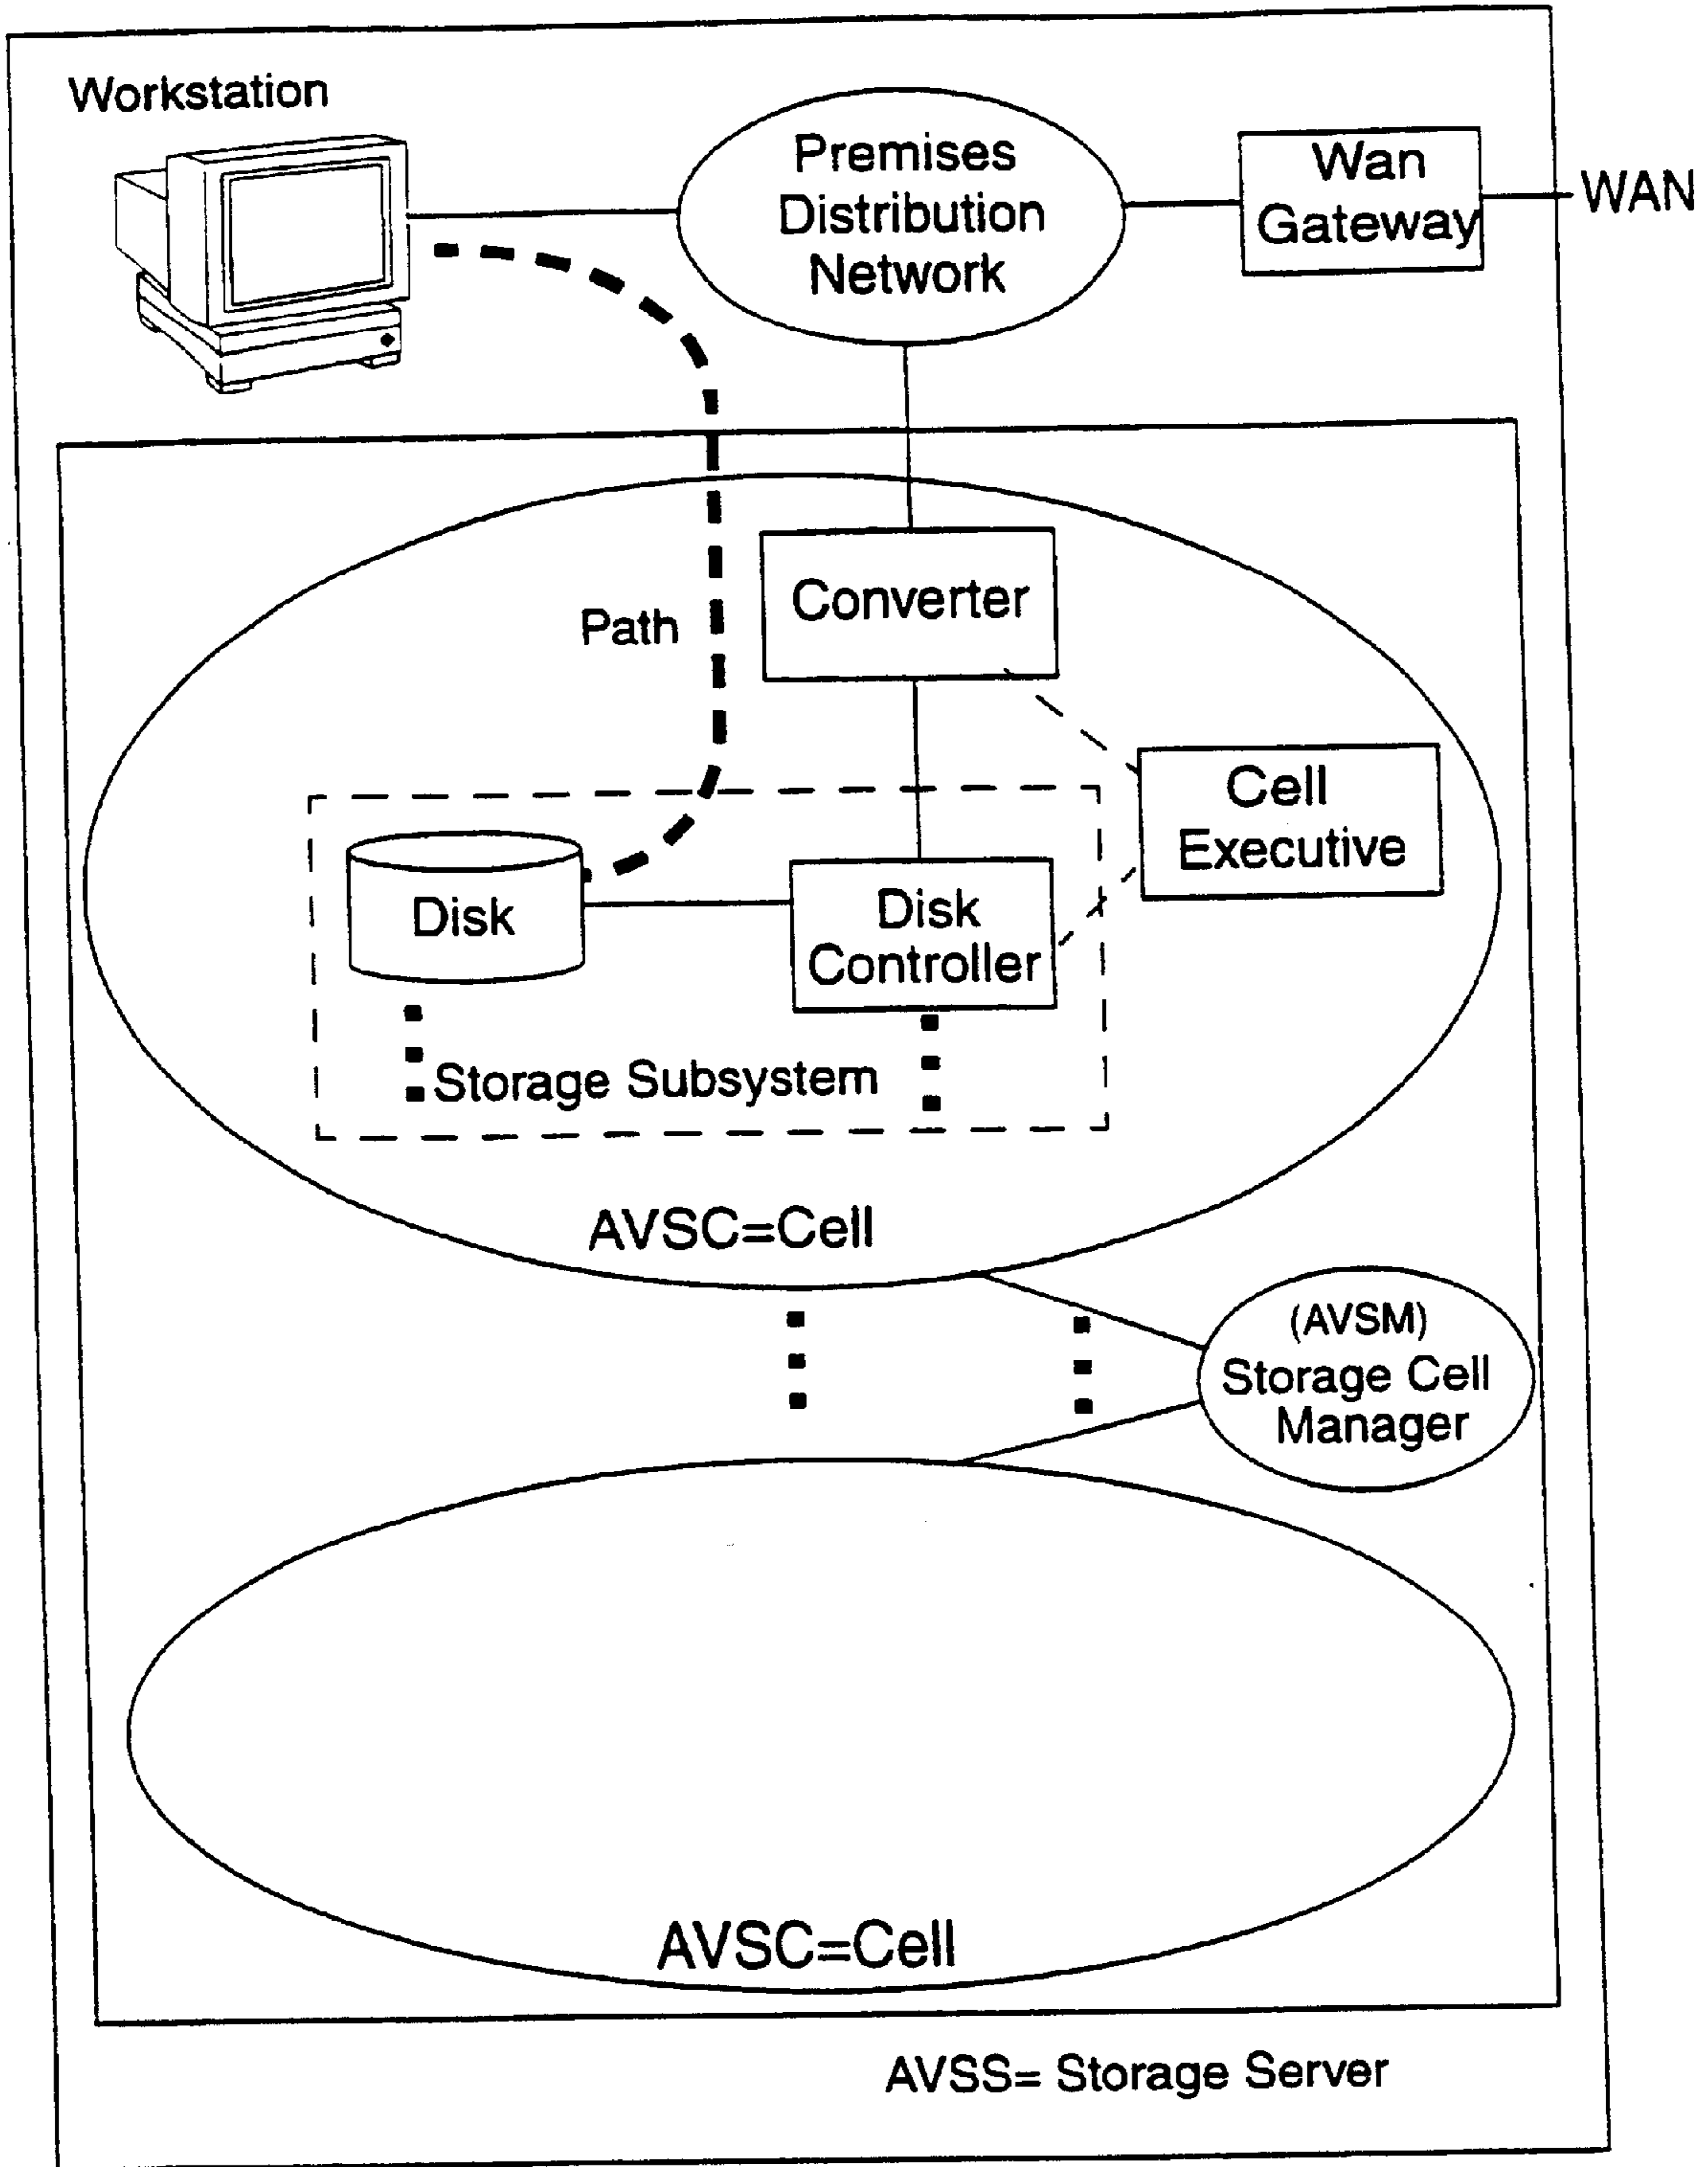 Workstation
Premises
Distribution
Network
Wan
Gateway
WAN
Converter
Path
Cell
Executive
Disk
Disk
Controller
Storage Subsystem
AVSC=Cell
(AVSM)
Storage Cell
Manager
AVSC=Cell
AVSS= Storage Server